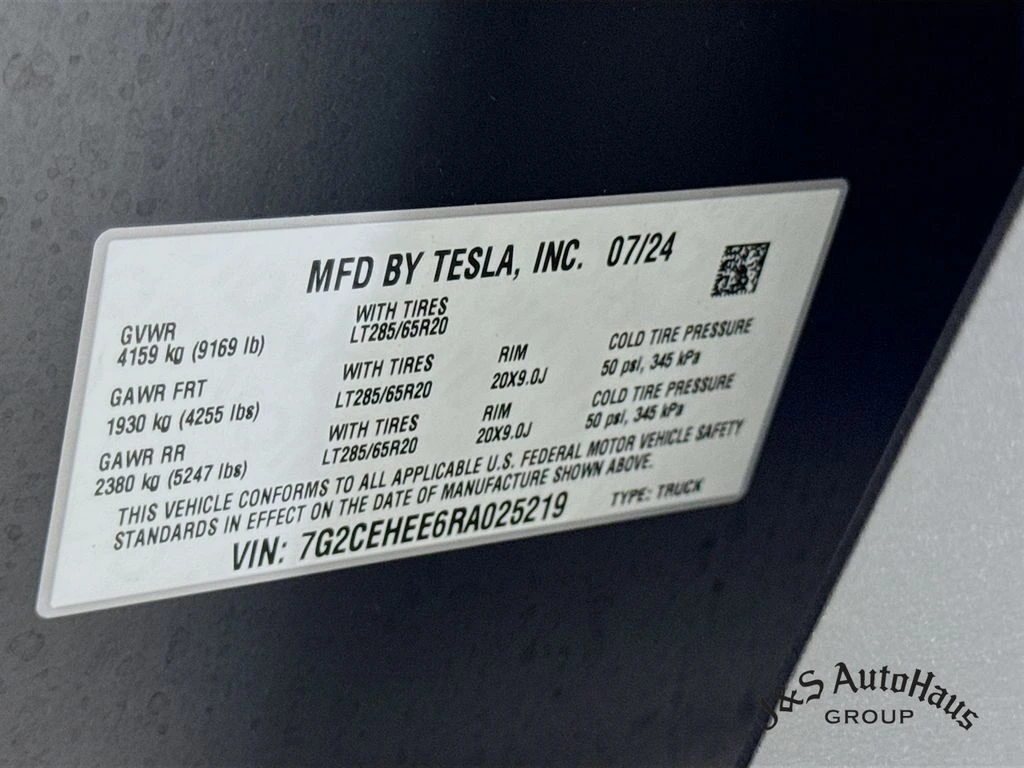 MFD BY TESLA, INC. 07/24
GVWR
4159 kg (9169 lb)
WITH TIRES
LT285/65R20
GAWR FRT
1930 kg (4255 lbs)
WITH TIRES
LT285/65R20
RIM
20X9.0J
COLD TIRE PRESSURE
50 psi, 345 kPa
GAWR RR
2380 kg (5247 lbs)
WITH TIRES
LT285/65R20
RIM
20X9.0J
COLD TIRE PRESSURE
50 psi, 345 kPa
THIS VEHICLE CONFORMS TO ALL APPLICABLE U.S. FEDERAL MOTOR VEHICLE SAFETY
STANDARDS IN EFFECT ON THE DATE OF MANUFACTURE SHOWN ABOVE.
VIN: 7G2CEHEE6RA025219 TYPE: TRUCK
J&S AutoHaus
GROUP